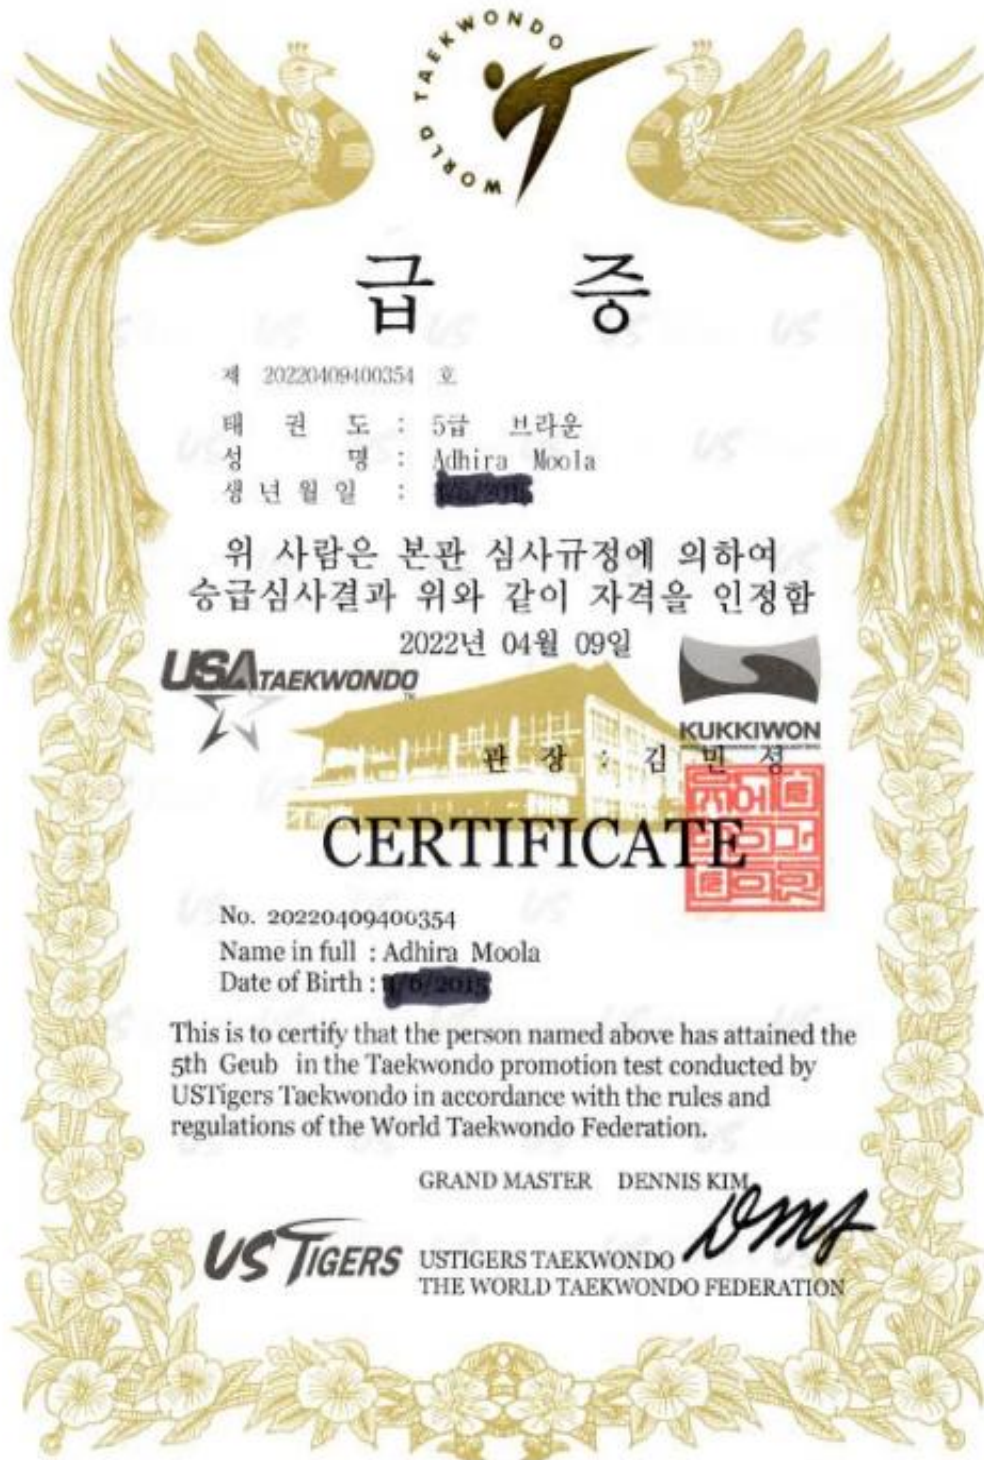 WORLD TAEKWONDO
급 증
제 20220409400354 호
태 권 도 : 5급 브라운
성 명 : Adhira Moola
생 년 월 일 :
위 사람은 본관 심사규정에 의하여
승급심사결과 위와 같이 자격을 인정함
2022년 04월 09일
USA TAEKWONDO
KUKKIWON
관 장 : 김 민 성
CERTIFICATE
No. 20220409400354
Name in full : Adhira Moola
Date of Birth :
This is to certify that the person named above has attained the
5th Geub in the Taekwondo promotion test conducted by
USTigers Taekwondo in accordance with the rules and
regulations of the World Taekwondo Federation.
GRAND MASTER DENNIS KIM
US TIGERS
USTIGERS TAEKWONDO
THE WORLD TAEKWONDO FEDERATION